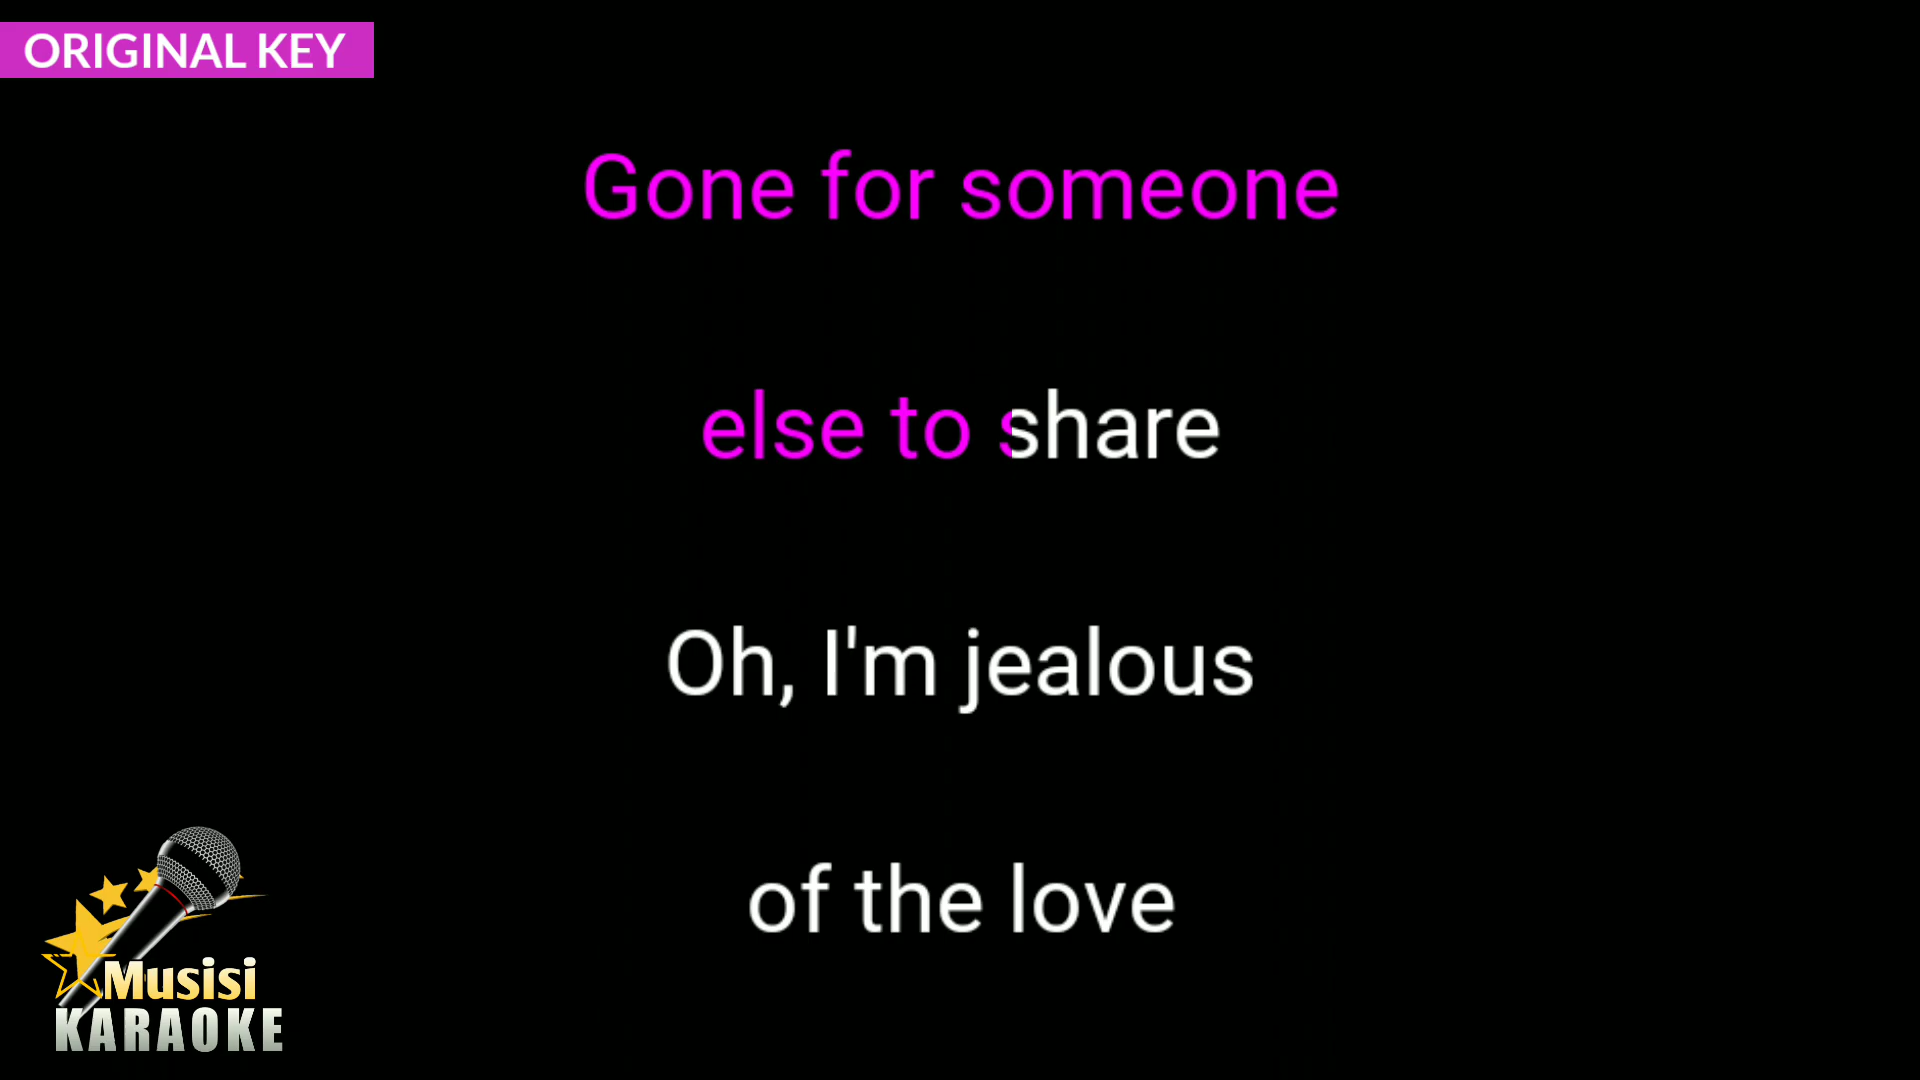 ORIGINAL KEY
Gone for someone
else to share
Oh, I'm jealous
of the love
Musisi
KARAOKE